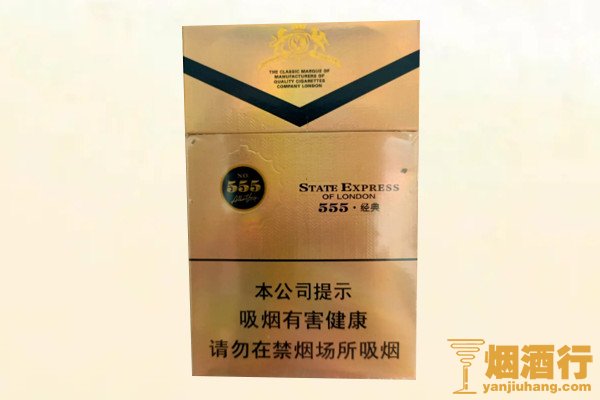 THE CLASSIC MARQUE OF
MANUFACTURERS OF
QUALITY CIGARETTES
COMPANY LONDON
NO
555
STATE EXPRESS
OF LONDON
555·经典
本公司提示
吸烟有害健康
请勿在禁烟场所吸烟
烟酒行
yanjiuhang.com